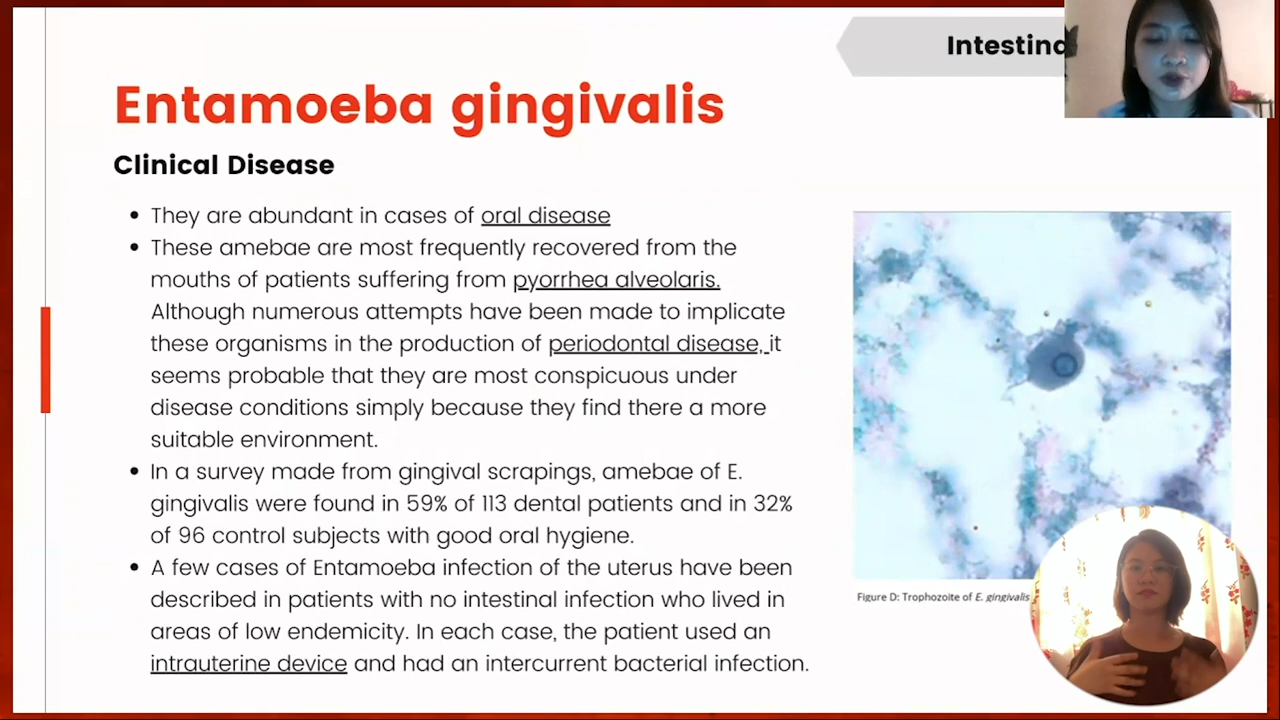 Intestina
Entamoeba gingivalis
Clinical Disease
• They are abundant in cases of oral disease
• These amebae are most frequently recovered from the
mouths of patients suffering from pyorrhea alveolaris.
Although numerous attempts have been made to implicate
these organisms in the production of periodontal disease, it
seems probable that they are most conspicuous under
disease conditions simply because they find there a more
suitable environment.
• In a survey made from gingival scrapings, amebae of E.
gingivalis were found in 59% of 113 dental patients and in 32%
of 96 control subjects with good oral hygiene.
• A few cases of Entamoeba infection of the uterus have been
described in patients with no intestinal infection who lived in
areas of low endemicity. In each case, the patient used an
intrauterine device and had an intercurrent bacterial infection.
Figure D: Trophozoite of E. gingivalis